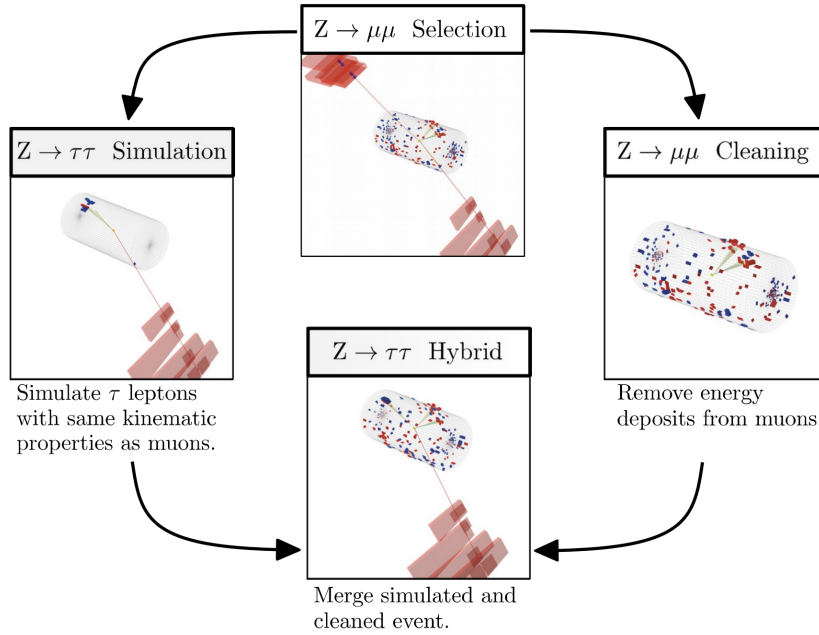 Z → μμ Selection
Z → ττ Simulation
Z → μμ Cleaning
Z → ττ Hybrid
Simulate τ leptons
with same kinematic
properties as muons.
Remove energy
deposits from muons
Merge simulated and
cleaned event.